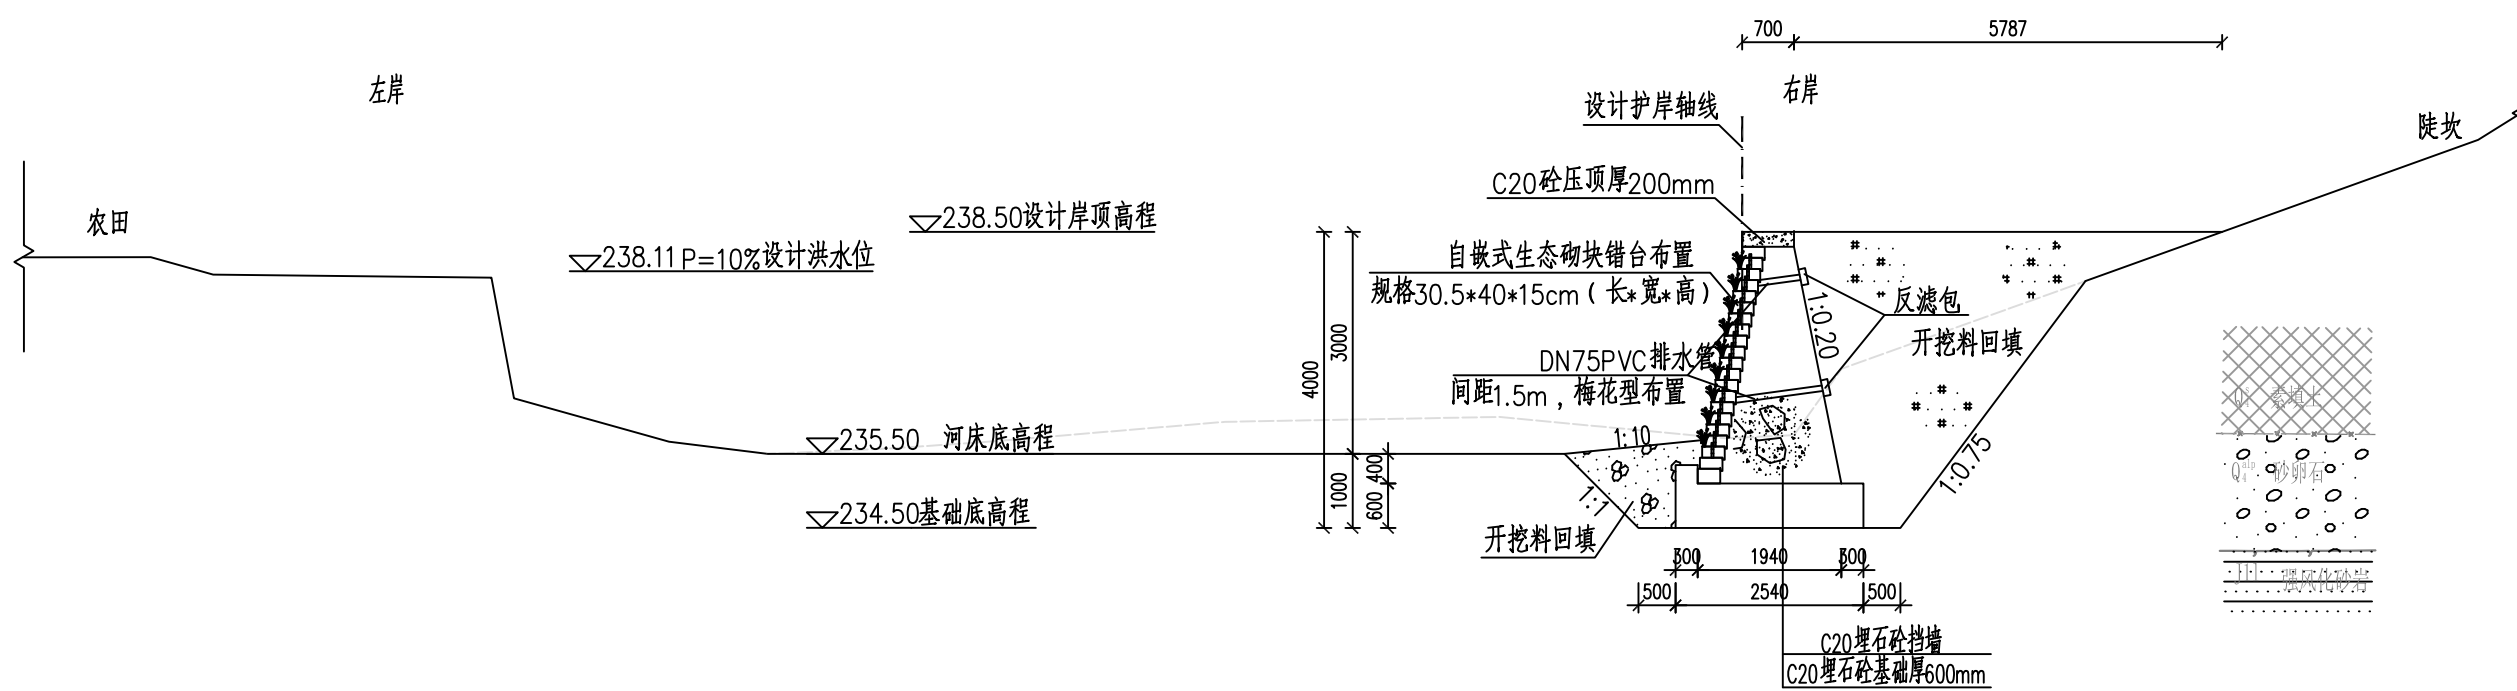 700
5787
左岸
右岸
设计护岸轴线
陡坎
C20砼压顶厚200mm
农田
238.50设计岸顶高程
238.11 P=10%设计洪水位
自嵌式生态砌块错台布置
规格30.5*40*15cm(长*宽*高)
反滤包
1:0.20
开挖料回填
DN75PVC排水管
间距1.5m,梅花型布置
4000
3000
素填土
235.50 河床底高程
1:10
1:0.75
砂卵石
400
1000
600
1:1
234.50基础底高程
开挖料回填
300
1940
300
强风化砂岩
500
2540
500
C20埋石砼挡墙
C20埋石砼基础厚600mm